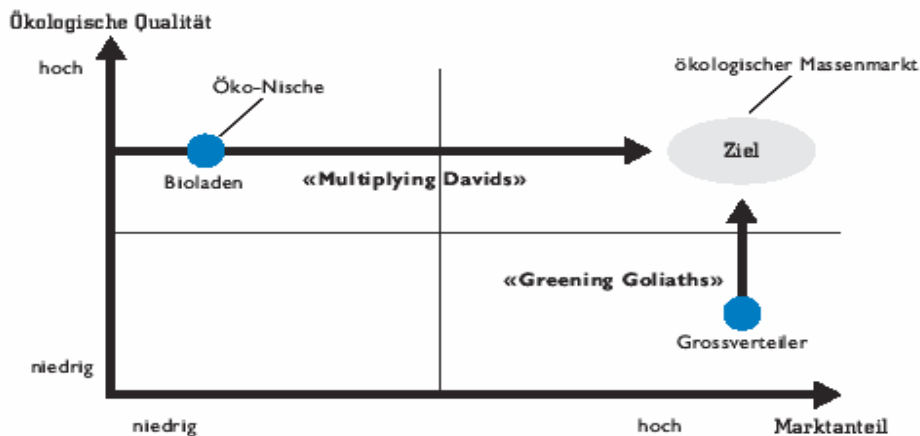 Ökologische Qualität
hoch
Öko-Nische
ökologischer Massenmarkt
Ziel
Bioladen
«Multiplying Davids»
«Greening Goliaths»
Grossverteiler
niedrig
niedrig
hoch
Marktanteil